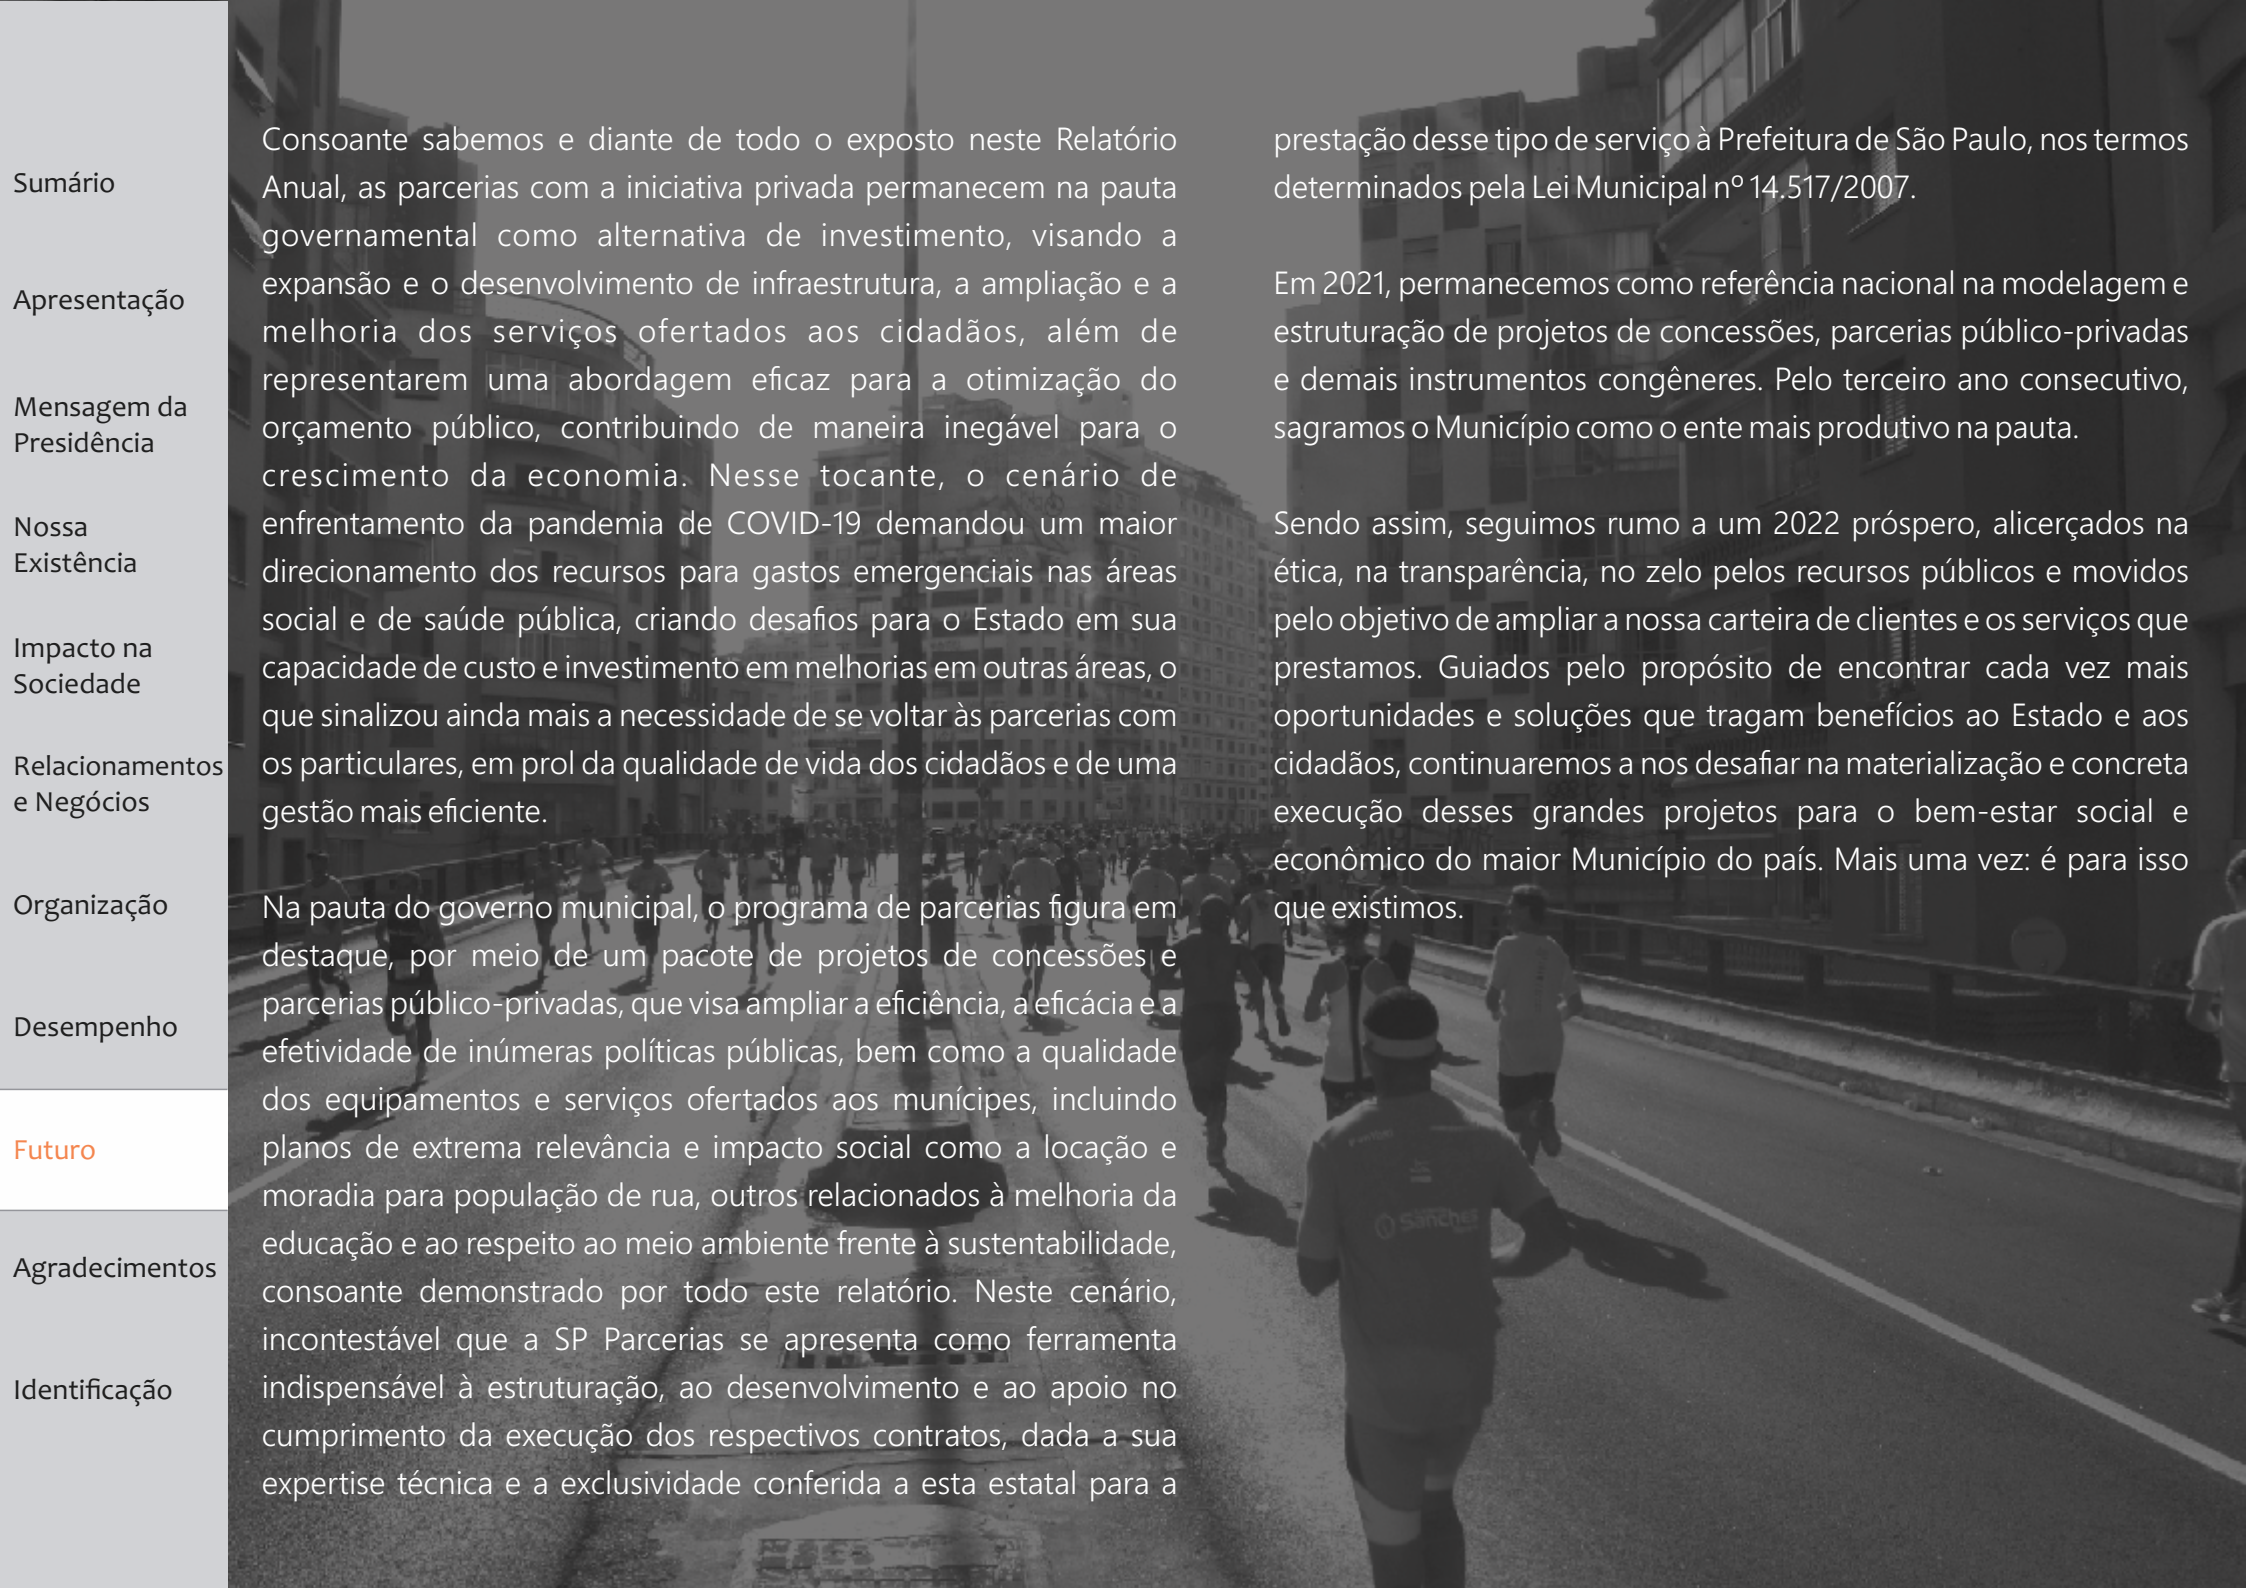 Sumário
Apresentação
Mensagem da
Presidência
Nossa
Existência
Impacto na
Sociedade
Relacionamentos
e Negócios
Organização
Desempenho
Futuro
Agradecimentos
Identificação
Consoante sabemos e diante de todo o exposto neste Relatório
Anual, as parcerias com a iniciativa privada permanecem na pauta
governamental como alternativa de investimento, visando a
expansão e o desenvolvimento de infraestrutura, a ampliação e a
melhoria dos serviços ofertados aos cidadãos, além de
representarem uma abordagem eficaz para a otimização do
orçamento público, contribuindo de maneira inegável para o
crescimento da economia. Nesse tocante, o cenário de
enfrentamento da pandemia de COVID-19 demandou um maior
direcionamento dos recursos para gastos emergenciais nas áreas
social e de saúde pública, criando desafios para o Estado em sua
capacidade de custo e investimento em melhorias em outras áreas, o
que sinalizou ainda mais a necessidade de se voltar às parcerias com
os particulares, em prol da qualidade de vida dos cidadãos e de uma
gestão mais eficiente.
Na pauta do governo municipal, o programa de parcerias figura em
destaque, por meio de um pacote de projetos de concessões e
parcerias público-privadas, que visa ampliar a eficiência, a eficácia e a
efetividade de inúmeras políticas públicas, bem como a qualidade
dos equipamentos e serviços ofertados aos munícipes, incluindo
planos de extrema relevância e impacto social como a locação e
moradia para população de rua, outros relacionados à melhoria da
educação e ao respeito ao meio ambiente frente à sustentabilidade,
consoante demonstrado por todo este relatório. Neste cenário,
incontestável que a SP Parcerias se apresenta como ferramenta
indispensável à estruturação, ao desenvolvimento e ao apoio no
cumprimento da execução dos respectivos contratos, dada a sua
expertise técnica e a exclusividade conferida a esta estatal para a
prestação desse tipo de serviço à Prefeitura de São Paulo, nos termos
determinados pela Lei Municipal nº 14.517/2007.
Em 2021, permanecemos como referência nacional na modelagem e
estruturação de projetos de concessões, parcerias público-privadas
e demais instrumentos congêneres. Pelo terceiro ano consecutivo,
sagramos o Município como o ente mais produtivo na pauta.
Sendo assim, seguimos rumo a um 2022 próspero, alicerçados na
ética, na transparência, no zelo pelos recursos públicos e movidos
pelo objetivo de ampliar a nossa carteira de clientes e os serviços que
prestamos. Guiados pelo propósito de encontrar cada vez mais
oportunidades e soluções que tragam benefícios ao Estado e aos
cidadãos, continuaremos a nos desafiar na materialização e concreta
execução desses grandes projetos para o bem-estar social e
econômico do maior Município do país. Mais uma vez: é para isso
que existimos.
Sanches